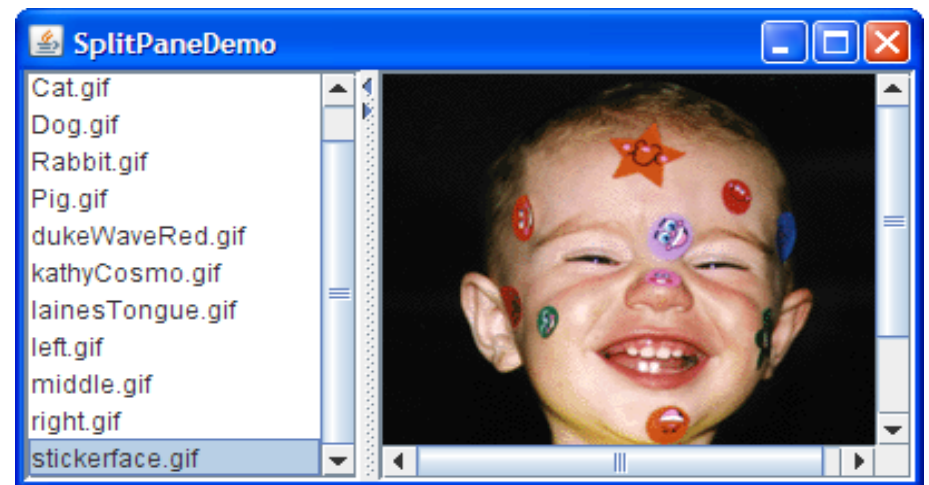 SplitPaneDemo
Cat.gif
Dog.gif
Rabbit.gif
Pig.gif
dukeWaveRed.gif
kathyCosmo.gif
lainesTongue.gif
left.gif
middle.gif
right.gif
stickerface.gif